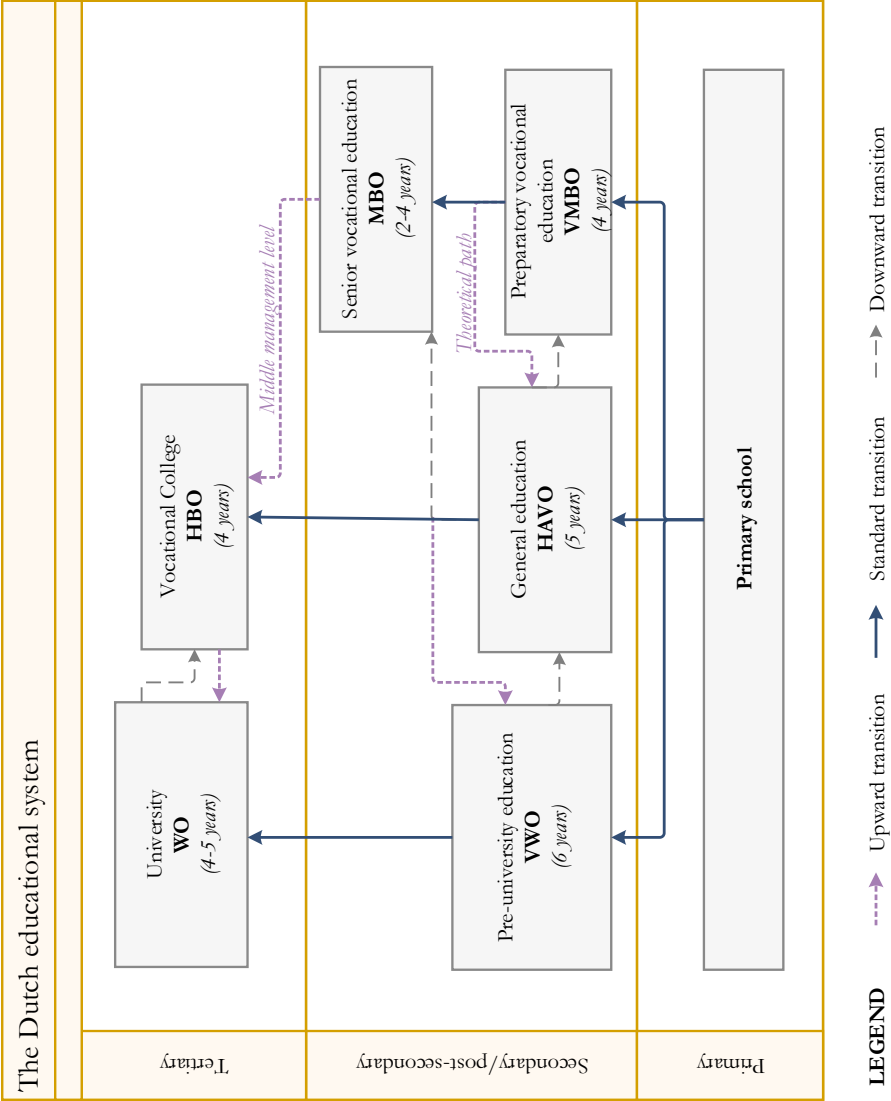 The Dutch educational system
Tertiary
University
WO
(4-5 years)
Vocational College
HBO
(4 years)
Middle management level
Secondary/post-secondary
Pre-university education
VWO
(6 years)
General education
HAVO
(5 years)
Theoretical path
Senior vocational education
MBO
(2-4 years)
Preparatory vocational
education
VMBO
(4 years)
Primary
Primary school
LEGEND
Upward transition
Standard transition
Downward transition